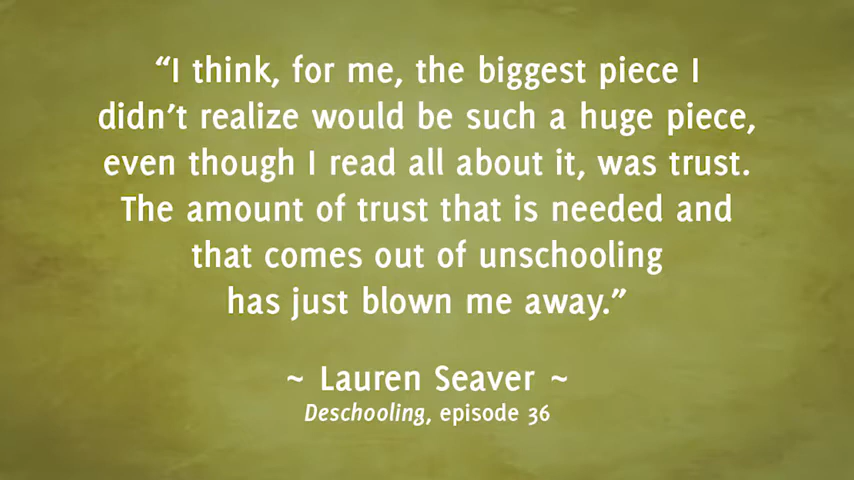 “I think, for me, the biggest piece I
didn’t realize would be such a huge piece,
even though I read all about it, was trust.
The amount of trust that is needed and
that comes out of unschooling
has just blown me away.”
~ Lauren Seaver ~
Deschooling, episode 36